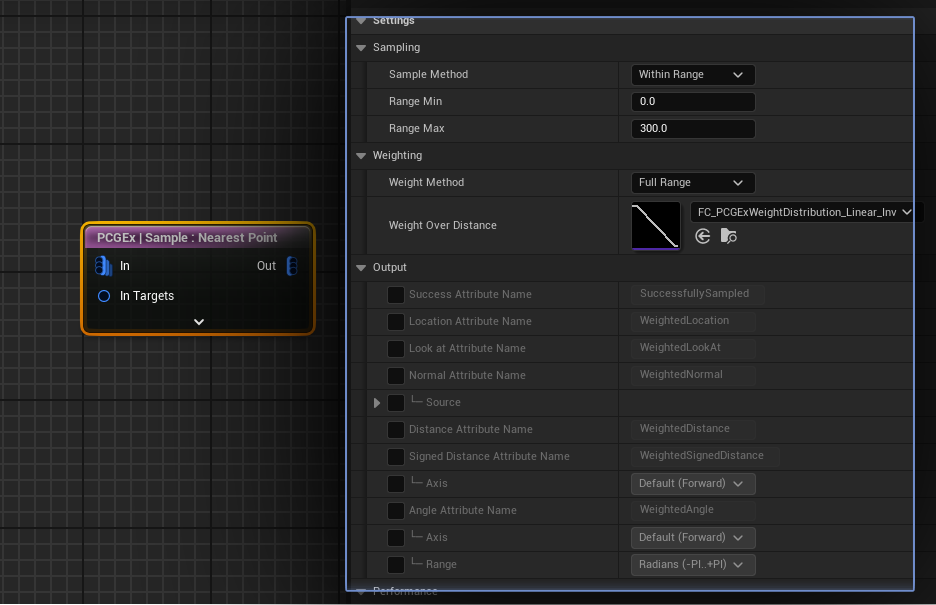 Settings
Sampling
Sample Method Within Range
Range Min 0.0
Range Max 300.0
Weighting
Weight Method Full Range
Weight Over Distance FC_PCGExWeightDistribution_Linear_Inv
PCGEx | Sample : Nearest Point
In Out
In Targets
Output
Success Attribute Name SuccessfullySampled
Location Attribute Name WeightedLocation
Look at Attribute Name WeightedLookAt
Normal Attribute Name WeightedNormal
Source
Distance Attribute Name WeightedDistance
Signed Distance Attribute Name WeightedSignedDistance
Axis Default (Forward)
Angle Attribute Name WeightedAngle
Axis Default (Forward)
Range Radians (-PI..+PI)
Performance